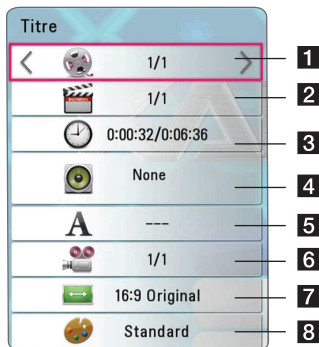 Titre
1/1 1
1/1 2
0:00:32/0:06:36 3
None 4
A --- 5
1/1 6
16:9 Original 7
Standard 8